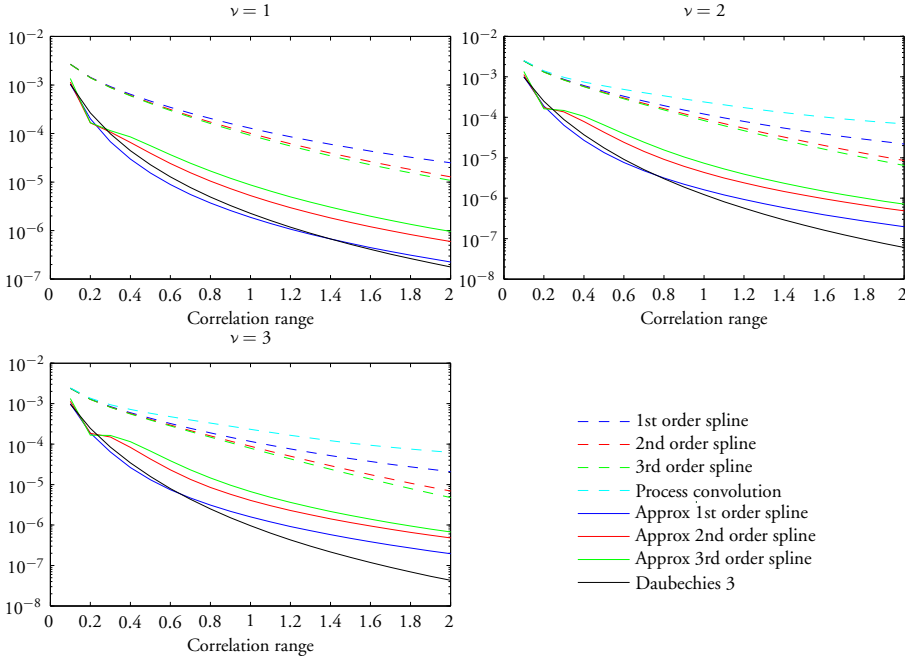 ν = 1
10^-2
10^-3
10^-4
10^-5
10^-6
10^-7
0 0.2 0.4 0.6 0.8 1 1.2 1.4 1.6 1.8 2
Correlation range
ν = 2
10^-2
10^-3
10^-4
10^-5
10^-6
10^-7
10^-8
0 0.2 0.4 0.6 0.8 1 1.2 1.4 1.6 1.8 2
Correlation range
ν = 3
10^-2
10^-3
10^-4
10^-5
10^-6
10^-7
10^-8
0 0.2 0.4 0.6 0.8 1 1.2 1.4 1.6 1.8 2
Correlation range
1st order spline
2nd order spline
3rd order spline
Process convolution
Approx 1st order spline
Approx 2nd order spline
Approx 3rd order spline
Daubechies 3